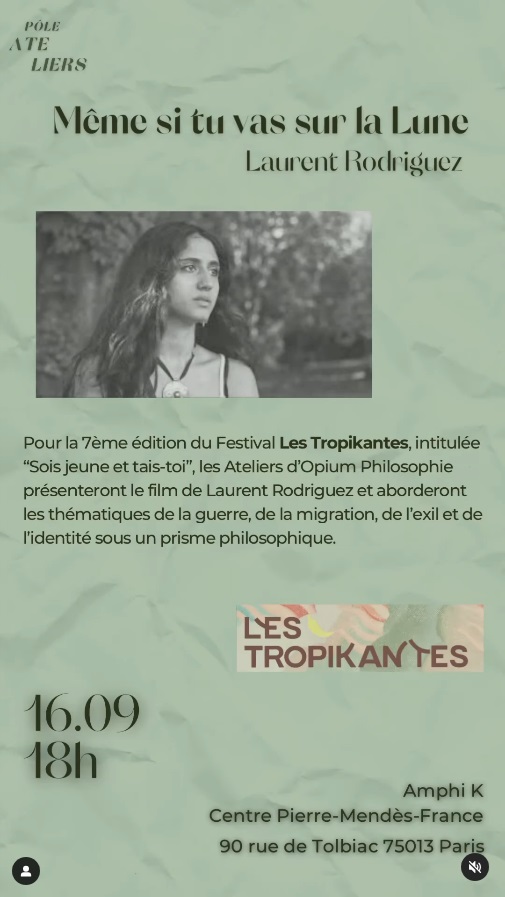 PÔLE
ATE
LIERS
Même si tu vas sur la Lune
Laurent Rodriguez
Pour la 7ème édition du Festival Les Tropikantes, intitulée
“Sois jeune et tais-toi”, les Ateliers d’Opium Philosophie
présenteront le film de Laurent Rodriguez et aborderont
les thématiques de la guerre, de la migration, de l’exil et de
l’identité sous un prisme philosophique.
LES
TROPIKANTES
16.09
18h
Amphi K
Centre Pierre-Mendès-France
90 rue de Tolbiac 75013 Paris